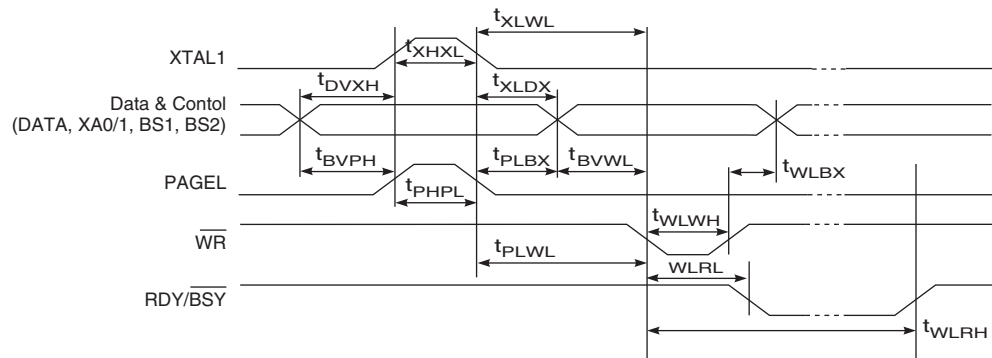 tXLWL
XTAL1
tXHXL
tDVXH
tXLDX
Data & Contol
(DATA, XA0/1, BS1, BS2)
tBVPH
tPLBX
tBVWL
tWLBX
PAGEL
tPHPL
tWLWH
WR
tPLWL
WLRL
RDY/BSY
tWLRH